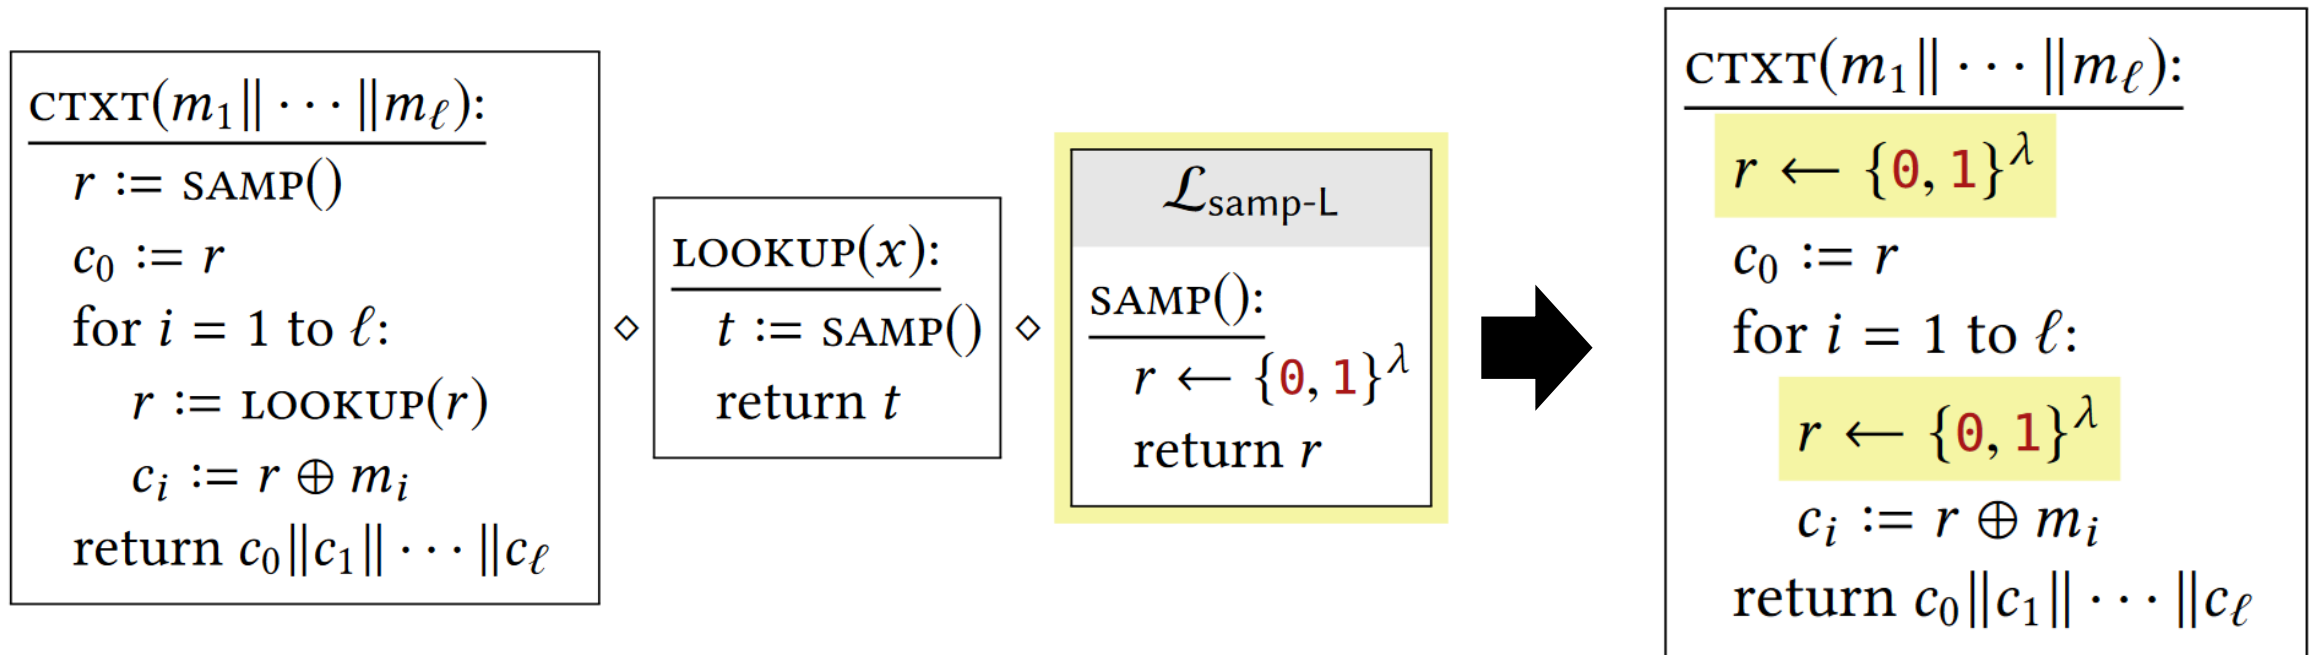 CTXT(m₁‖···‖mℓ):
r := SAMP()
c₀ := r
for i = 1 to ℓ:
r := LOOKUP(r)
cᵢ := r ⊕ mᵢ
return c₀‖c₁‖···‖cℓ
⋄
LOOKUP(x):
t := SAMP()
return t
⋄
𝓛samp-L
SAMP():
r ← {0, 1}^λ
return r
CTXT(m₁‖···‖mℓ):
r ← {0, 1}^λ
c₀ := r
for i = 1 to ℓ:
r ← {0, 1}^λ
cᵢ := r ⊕ mᵢ
return c₀‖c₁‖···‖cℓ